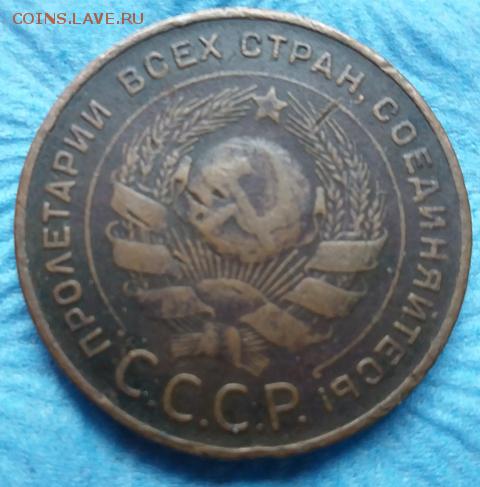 COINS.LAVE.RU
ПРОЛЕТАРИИ ВСЕХ СТРАН, СОЕДИНЯЙТЕСЬ!
С.С.С.Р.